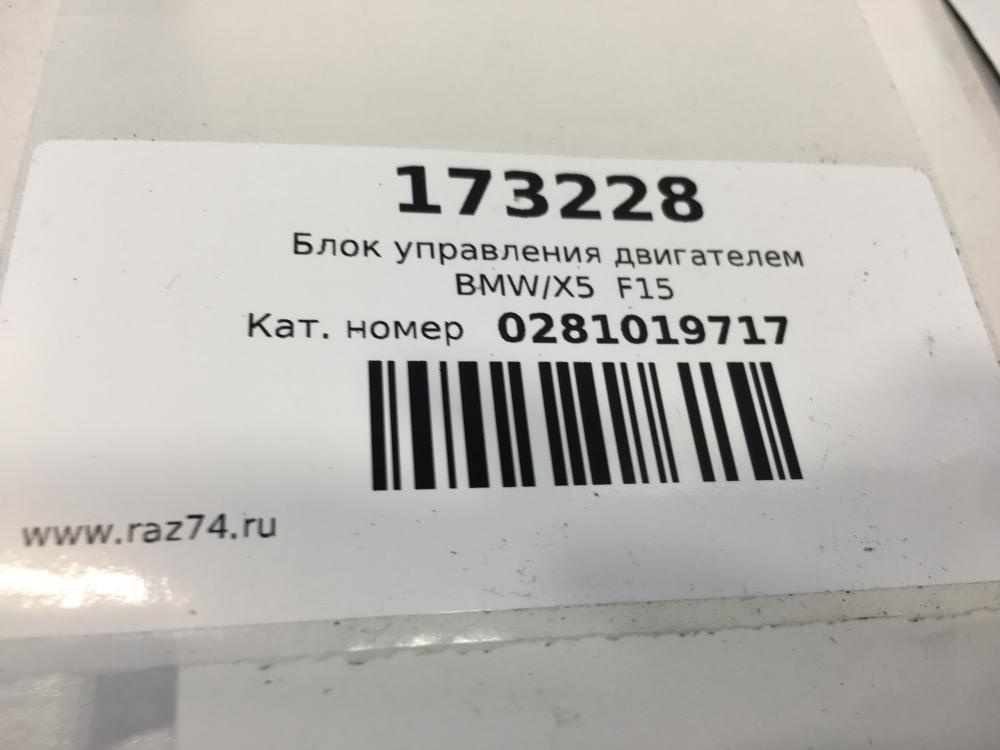 173228
Блок управления двигателем
BMW/X5 F15
Кат. номер 0281019717
www.raz74.ru